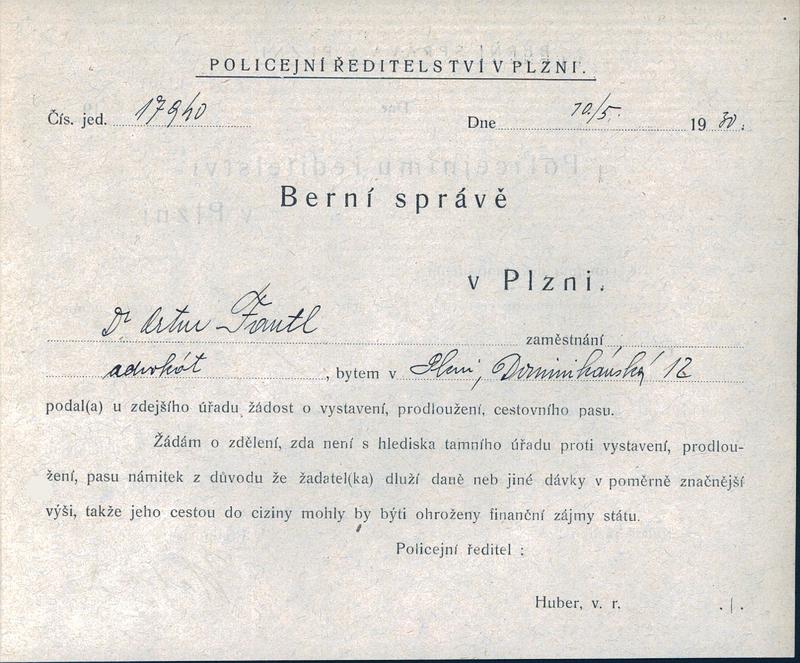 POLICEJNÍ ŘEDITELSTVÍ V PLZNI.
Čís. jed. 17940 Dne 10./5. 1930.
Berní správě
v Plzni.
Dr Artur Fantl zaměstnání
advokát, bytem v Plzni, Dominikánská 12
podal(a) u zdejšího úřadu žádost o vystavení, prodloužení, cestovního pasu.
Žádám o zdělení, zda není s hlediska tamního úřadu proti vystavení, prodlou-
žení, pasu námitek z důvodu že žadatel(ka) dluží daně neb jiné dávky v poměrně značnější
výši, takže jeho cestou do ciziny mohly by býti ohroženy finanční zájmy státu.
Policejní ředitel :
Huber, v. r.